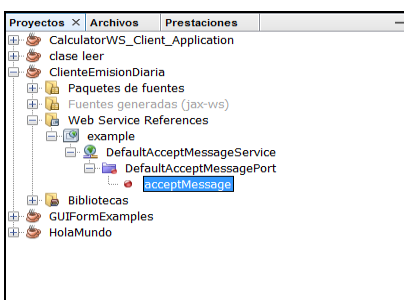 Proyectos × Archivos Prestaciones
CalculatorWS_Client_Application
clase leer
ClienteEmisionDiaria
Paquetes de fuentes
Fuentes generadas (jax-ws)
Web Service References
example
DefaultAcceptMessageService
DefaultAcceptMessagePort
acceptMessage
Bibliotecas
GUIFormExamples
HolaMundo